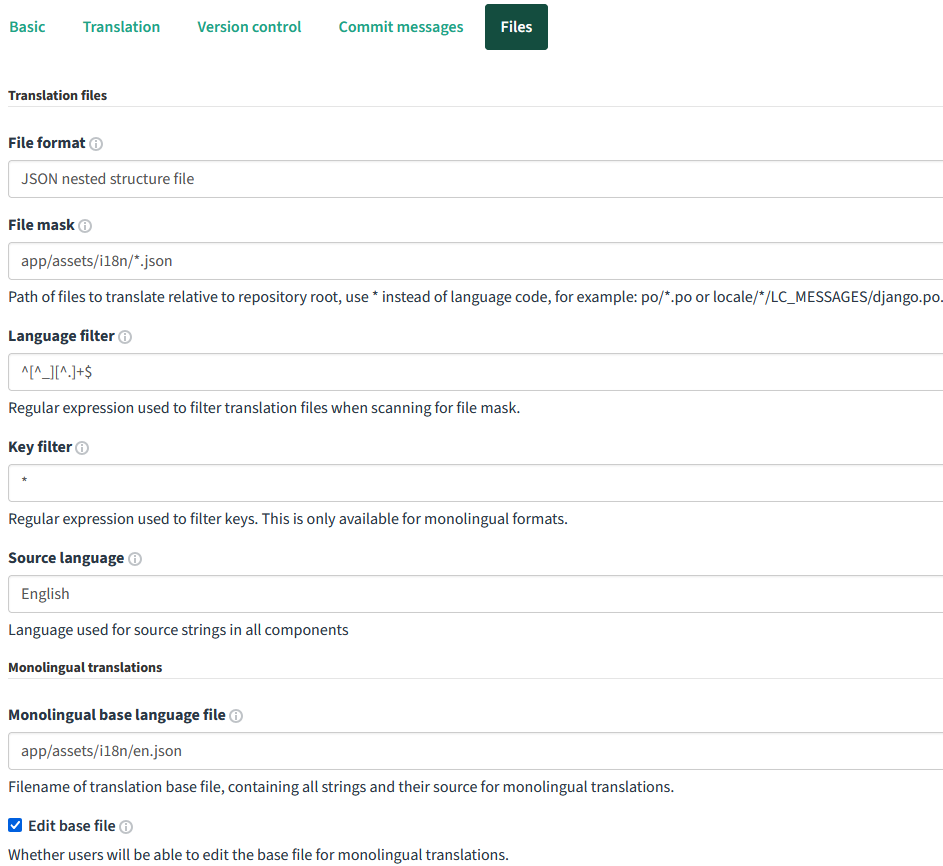 Basic Translation Version control Commit messages Files
Translation files
File format
JSON nested structure file
File mask
app/assets/i18n/*.json
Path of files to translate relative to repository root, use * instead of language code, for example: po/*.po or locale/*/LC_MESSAGES/django.po.
Language filter
^[^_][^.]+$
Regular expression used to filter translation files when scanning for file mask.
Key filter
*
Regular expression used to filter keys. This is only available for monolingual formats.
Source language
English
Language used for source strings in all components
Monolingual translations
Monolingual base language file
app/assets/i18n/en.json
Filename of translation base file, containing all strings and their source for monolingual translations.
Edit base file
Whether users will be able to edit the base file for monolingual translations.